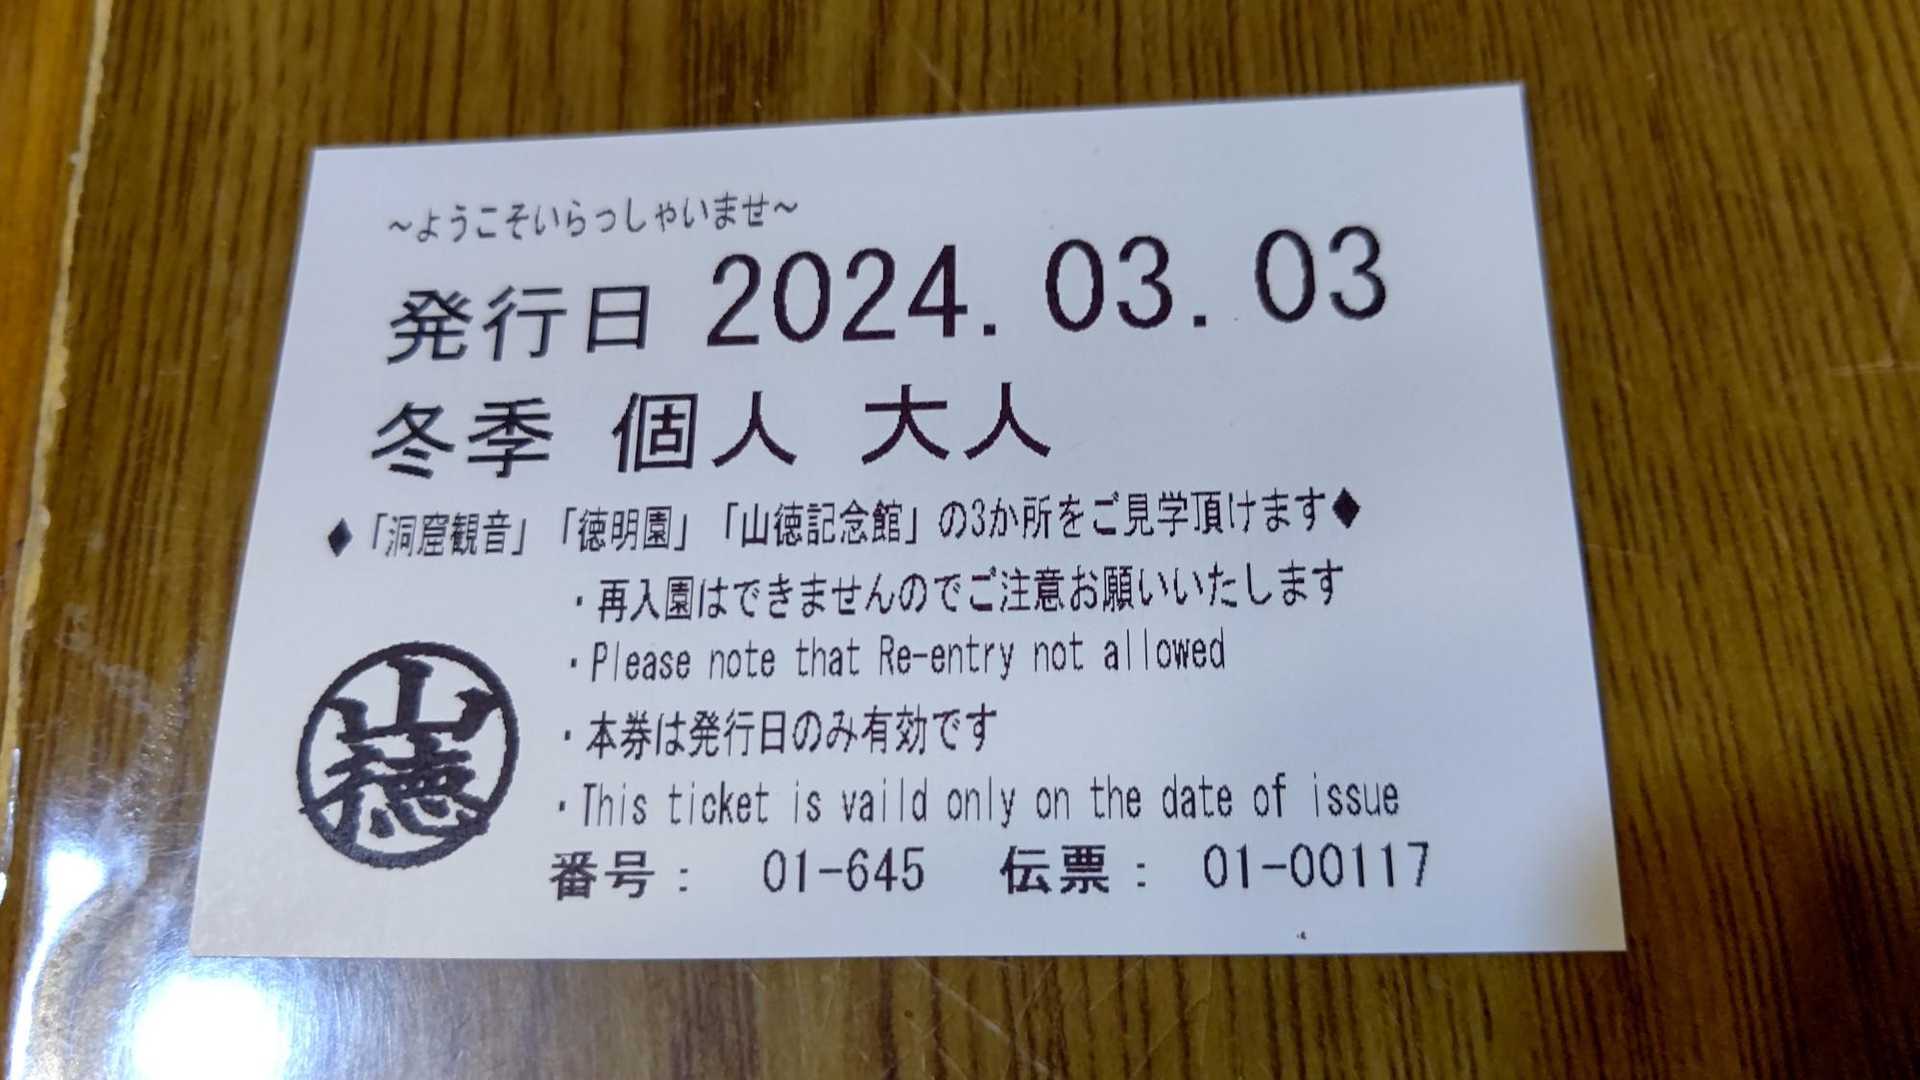 ～ようこそいらっしゃいませ～
発行日 2024.03.03
冬季 個人 大人
◆「洞窟観音」「徳明園」「山徳記念館」の3か所をご見学頂けます◆
・再入園はできませんのでご注意お願いいたします
・Please note that Re-entry not allowed
・本券は発行日のみ有効です
・This ticket is vaild only on the date of issue
山徳
番号： 01-645 伝票： 01-00117